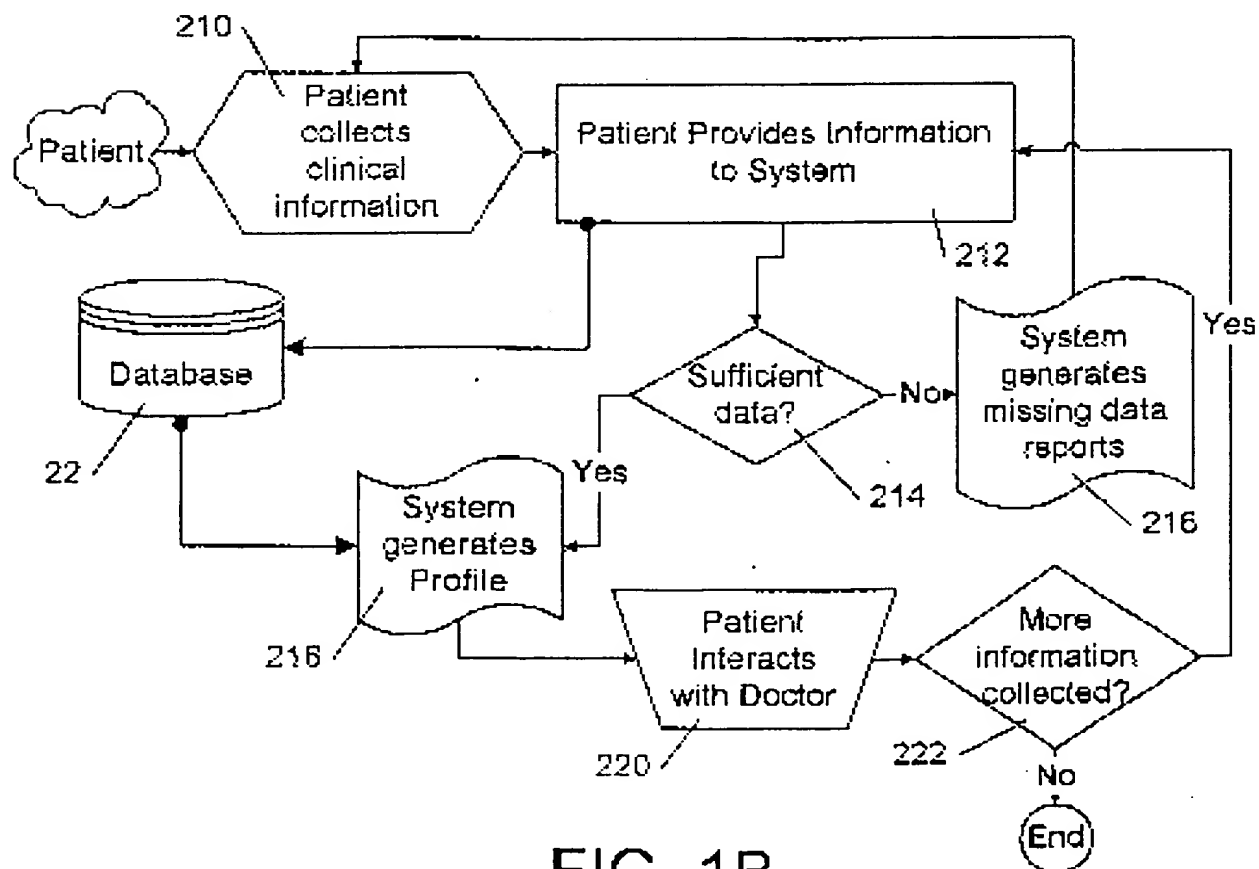 210
Patient
Patient
collects
clinical
information
Patient Provides Information
to System
212
Database
22
Sufficient
data?
214
No
Yes
System
generates
missing data
reports
216
Yes
System
generates
Profile
216
Patient
Interacts
with Doctor
220
More
information
collected?
222
No
End
FIG. 1B